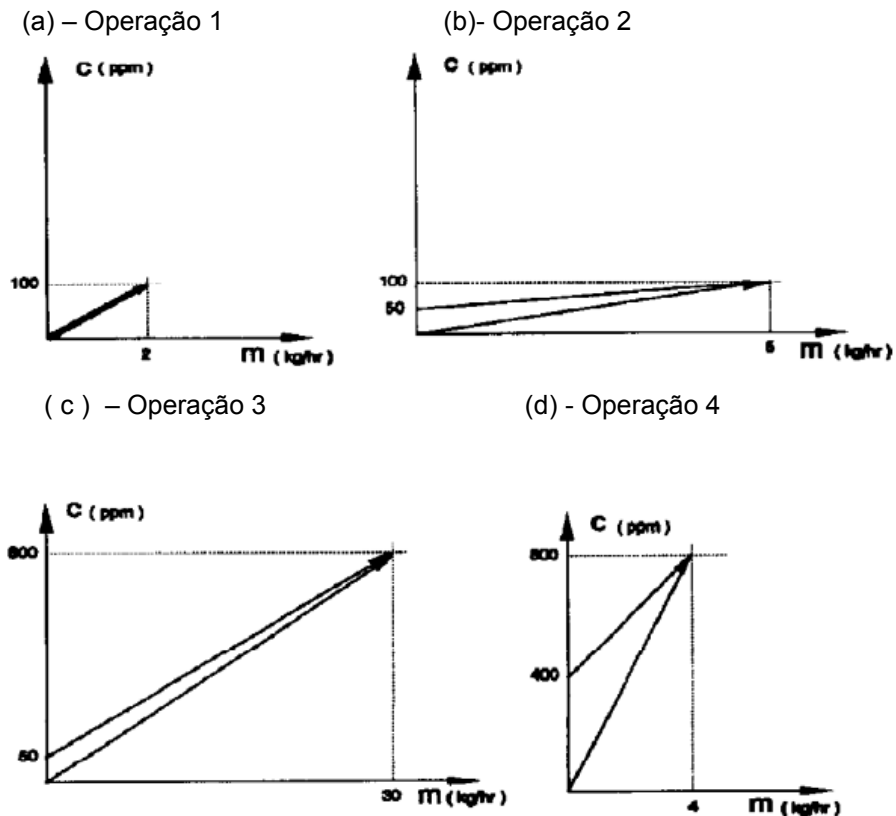 (a) – Operação 1
(b)- Operação 2
C ( ppm )
100
2
m ( kg/hr )
C ( ppm )
100
50
5
m ( kg/hr )
( c ) – Operação 3
(d) - Operação 4
C ( ppm )
800
50
30
m ( kg/hr )
C ( ppm )
800
400
4
m ( kg/hr )